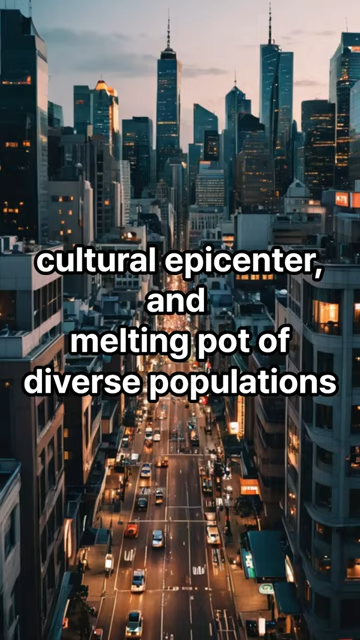 cultural epicenter,
and
melting pot of
diverse populations